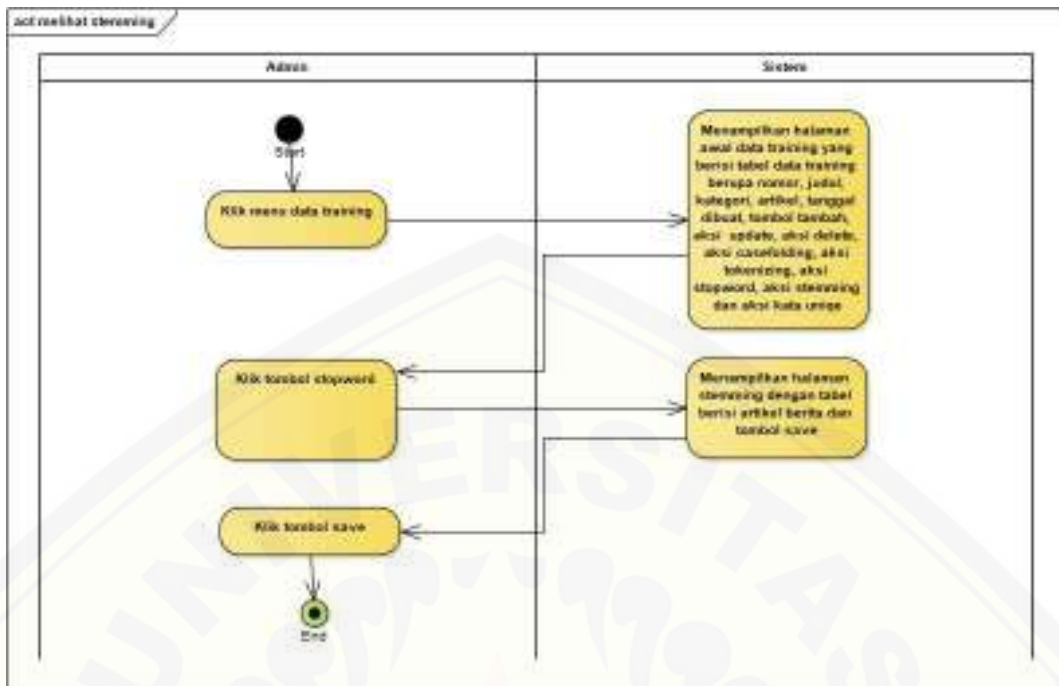 act melihat stemming
Admin
Sistem
Start
Klik menu data training
Menampilkan halaman
awal data training yang
berisi tabel data training
berupa nomor, judul,
kategori, artikel, tanggal
dibuat, tombol tambah,
aksi update, aksi delete,
aksi casefolding, aksi
tokenizing, aksi
stopword, aksi stemming
dan aksi kata uniqe
Klik tombol stopword
Menampilkan halaman
stemming dengan tabel
berisi artikel berita dan
tombol save
Klik tombol save
End
UNIVERSITAS